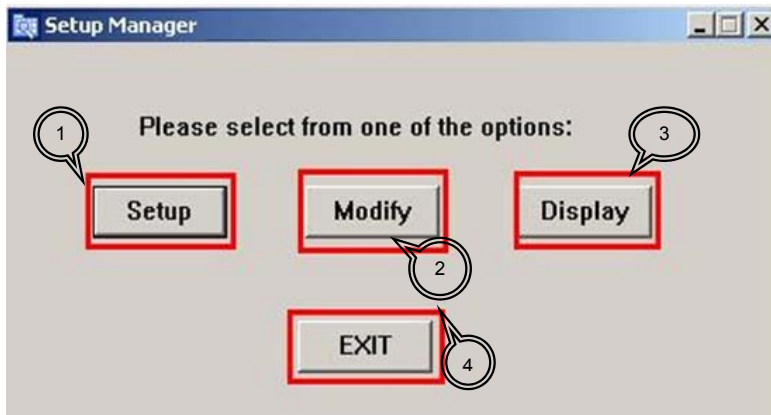 Setup Manager
Please select from one of the options:
1
3
Setup
Modify
Display
2
EXIT
4